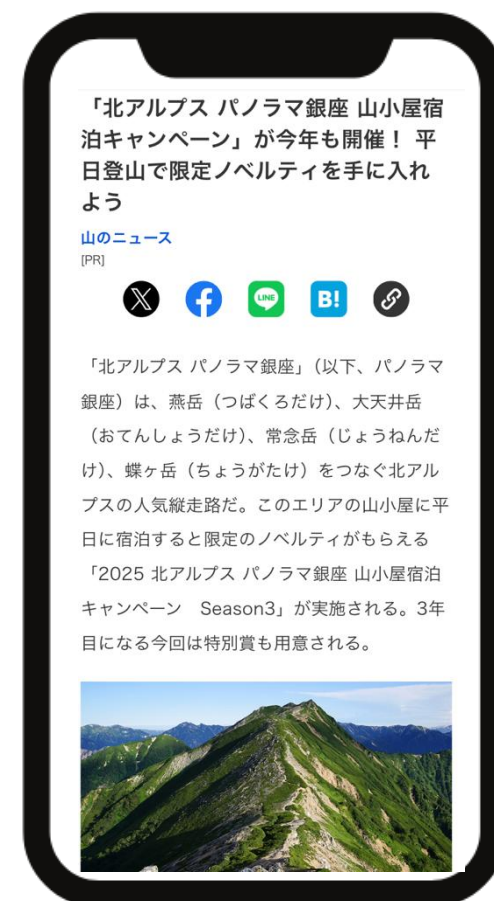 「北アルプス パノラマ銀座 山小屋宿
泊キャンペーン」が今年も開催！ 平
日登山で限定ノベルティを手に入れ
よう
山のニュース
[PR]
LINE
B!
「北アルプス パノラマ銀座」（以下、パノラマ
銀座）は、燕岳（つばくろだけ）、大天井岳
（おてんしょうだけ）、常念岳（じょうねんだ
け）、蝶ヶ岳（ちょうがたけ）をつなぐ北アル
プスの人気縦走路だ。このエリアの山小屋に平
日に宿泊すると限定のノベルティがもらえる
「2025 北アルプス パノラマ銀座 山小屋宿泊
キャンペーン　Season3」が実施される。3年
目になる今回は特別賞も用意される。